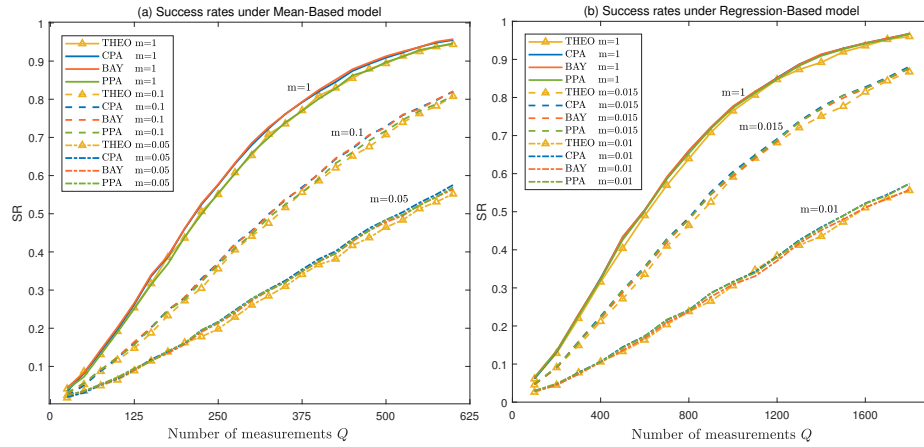 (a) Success rates under Mean-Based model
1
0.9
0.8
0.7
0.6
0.5
0.4
0.3
0.2
0.1
SR
THEO m=1
CPA m=1
BAY m=1
PPA m=1
THEO m=0.1
CPA m=0.1
BAY m=0.1
PPA m=0.1
THEO m=0.05
CPA m=0.05
BAY m=0.05
PPA m=0.05
m=1
m=0.1
m=0.05
0 125 250 375 500 625
Number of measurements Q
(b) Success rates under Regression-Based model
1
0.9
0.8
0.7
0.6
0.5
0.4
0.3
0.2
0.1
0
SR
THEO m=1
CPA m=1
BAY m=1
PPA m=1
THEO m=0.015
CPA m=0.015
BAY m=0.015
PPA m=0.015
THEO m=0.01
CPA m=0.01
BAY m=0.01
PPA m=0.01
m=1
m=0.015
m=0.01
0 400 800 1200 1600
Number of measurements Q